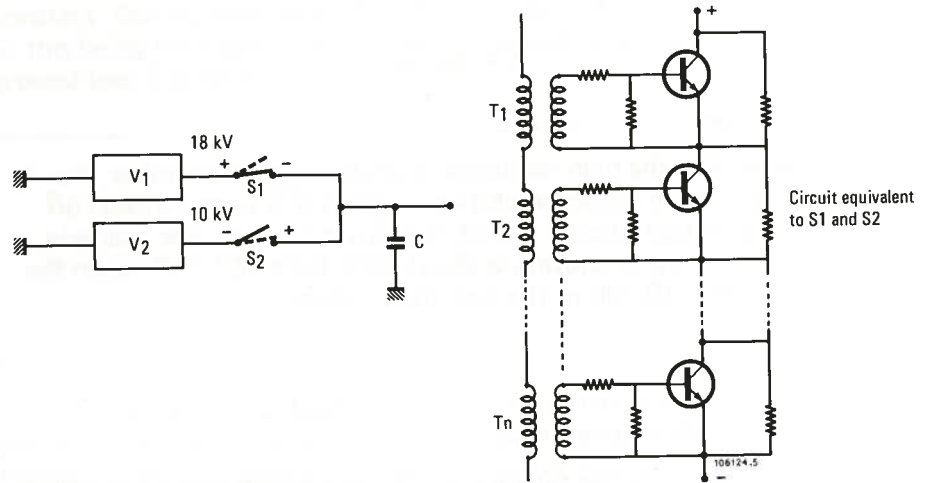 18 kV
+ -
V1
S1
10 kV
- +
V2
S2
C
+
T1
T2
Tn
Circuit equivalent
to S1 and S2
106124.5
-